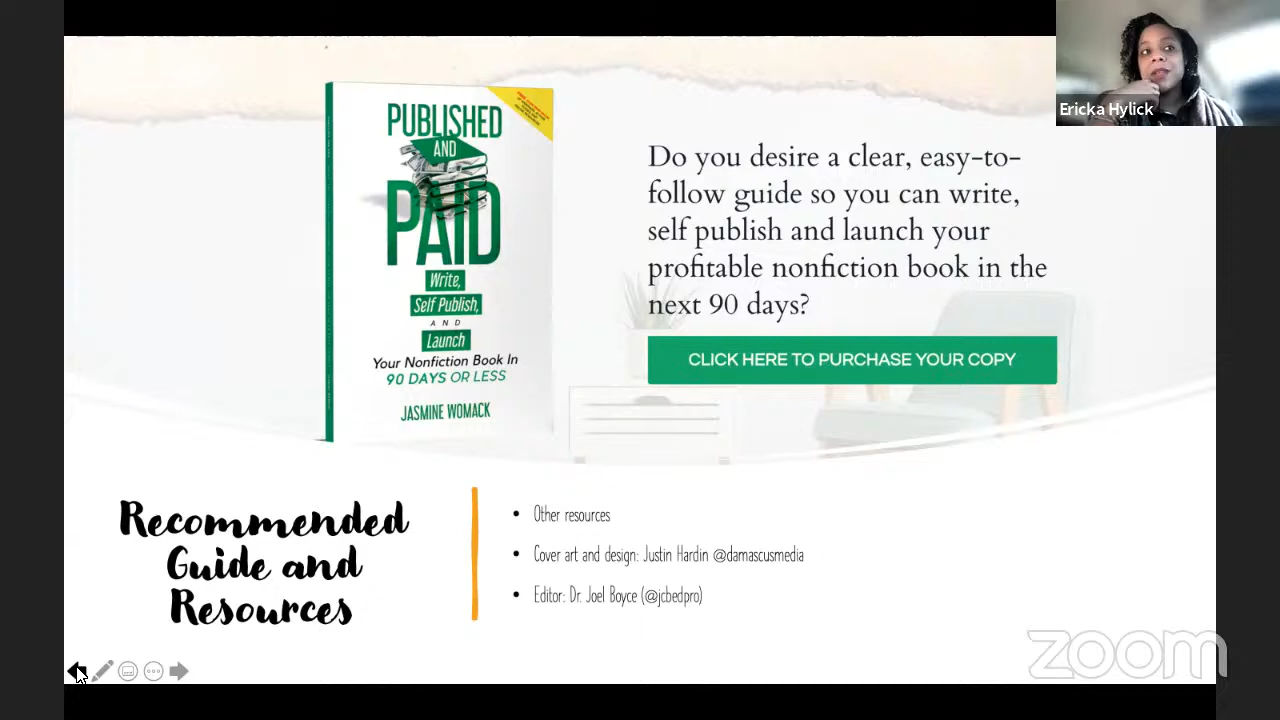 Ericka Hylick
PUBLISHED
AND
PAID
Write,
Self Publish,
AND
Launch
Your Nonfiction Book In
90 DAYS OR LESS
JASMINE WOMACK
Do you desire a clear, easy-to-
follow guide so you can write,
self publish and launch your
profitable nonfiction book in the
next 90 days?
CLICK HERE TO PURCHASE YOUR COPY
Recommended
Guide and
Resources
• Other resources
• Cover art and design: Justin Hardin @damascusmedia
• Editor: Dr. Joel Boyce (@jcbedpro)
zoom